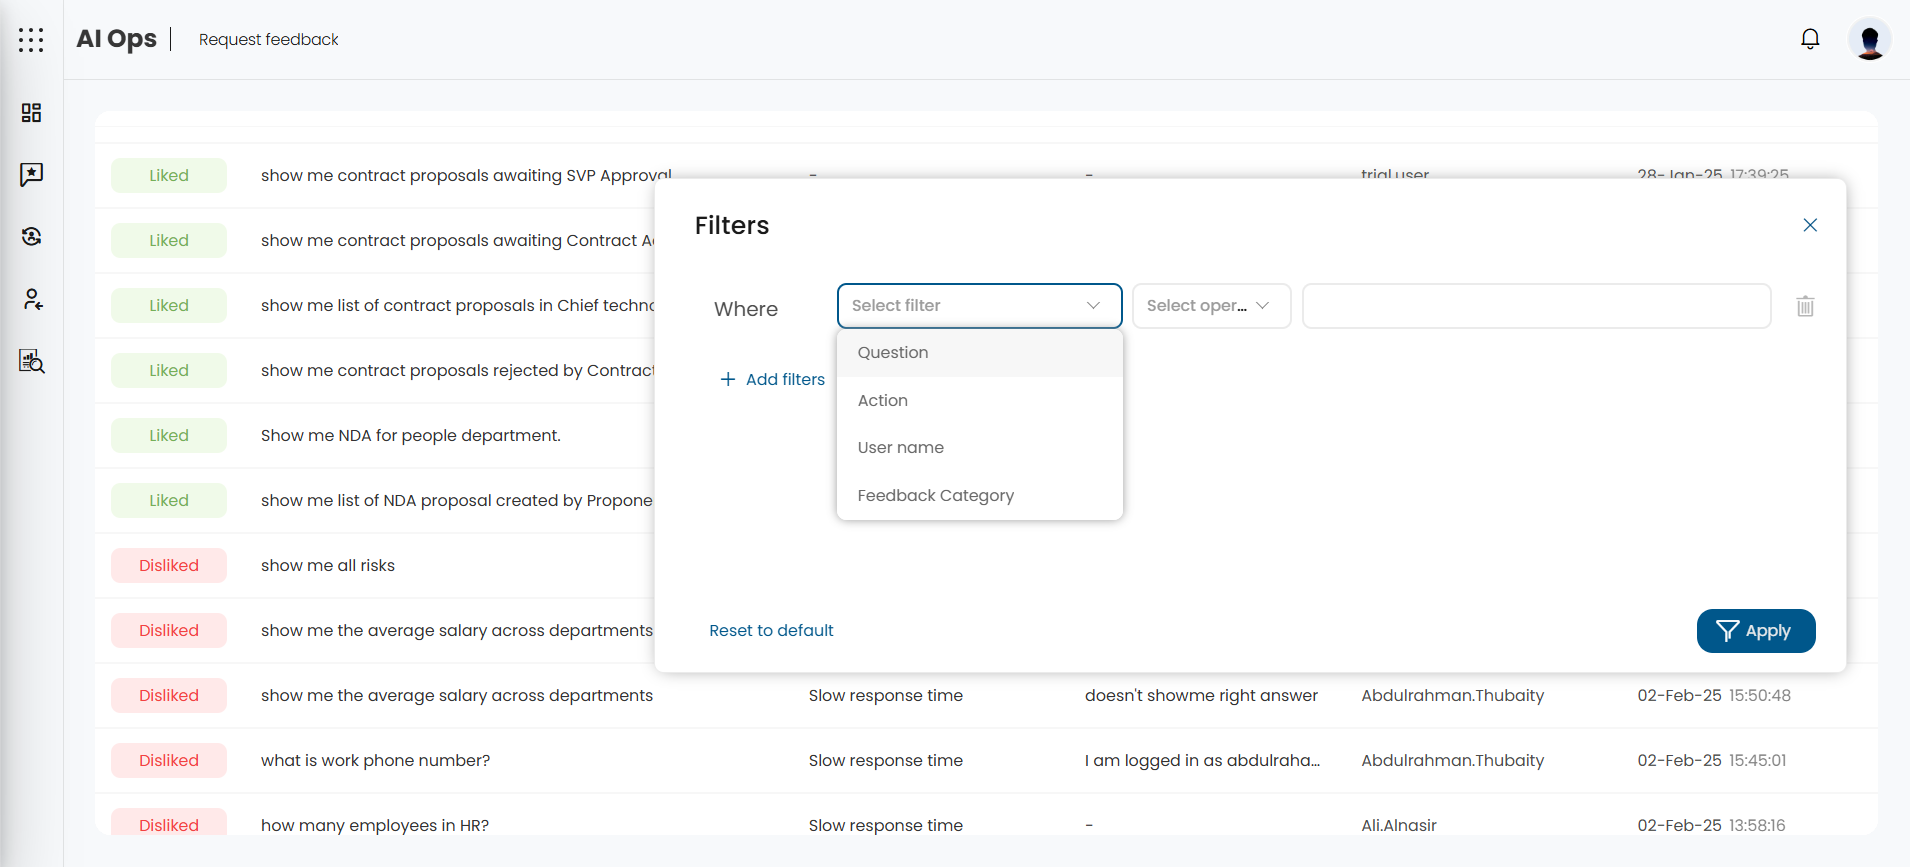 AI Ops
Request feedback
Liked show me contract proposals awaiting SVP Approval - - trial.user 28-Jan-25 17:39:25
Filters
Liked show me contract proposals awaiting Contract
Where Select filter Select oper...
Liked show me list of contract proposals in Chief
Question
Liked show me contract proposals rejected by Contract
+ Add filters
Action
Liked Show me NDA for people department.
User name
Liked show me list of NDA proposal created by
Feedback Category
Disliked show me all risks
Disliked show me the average salary across departments
Reset to default
Apply
Disliked show me the average salary across departments Slow response time doesn't showme right answer Abdulrahman.Thubaity 02-Feb-25 15:50:48
Disliked what is work phone number? Slow response time I am logged in as abdulraha... Abdulrahman.Thubaity 02-Feb-25 15:45:01
Disliked how many employees in HR? Slow response time - Ali.Alnasir 02-Feb-25 13:58:16